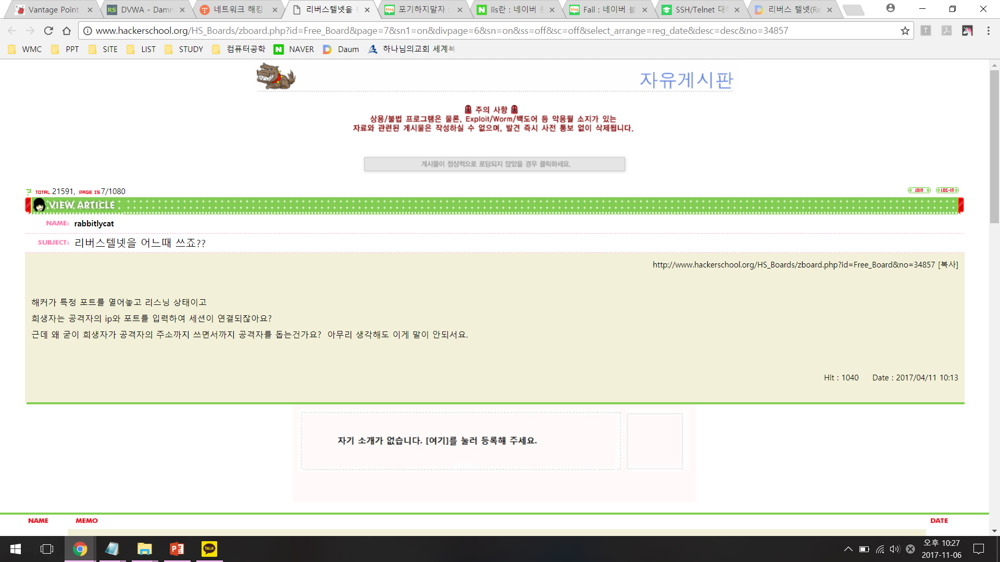 Vantage Point
DVWA - Damn
네트워크 해킹
리버스텔넷을
포기하지말자
iis란 : 네이버
Fail : 네이버 블
SSH/Telnet 대
리버스 텔넷(Re
www.hackerschool.org/HS_Boards/zboard.php?id=Free_Board&page=7&sn1=on&divpage=6&sn=on&ss=off&sc=off&select_arrange=reg_date&desc=desc&no=34857
WMC PPT SITE LIST STUDY 컴퓨터공학 NAVER Daum 하나님의교회 세계복
자유게시판
주의 사항
상용/불법 프로그램은 물론, Exploit/Worm/백도어 등 악용될 소지가 있는
자료와 관련된 게시물은 작성하실 수 없으며, 발견 즉시 사전 통보 없이 삭제됩니다.
게시물이 정상적으로 로딩되지 않았을 경우 클릭하세요.
TOTAL 21591, PAGE IS 7/1080
JOIN LOG-IN
VIEW ARTICLE
NAME: rabbitlycat
SUBJECT: 리버스텔넷을 어느때 쓰죠??
http://www.hackerschool.org/HS_Boards/zboard.php?id=Free_Board&no=34857 [복사]
해커가 특정 포트를 열어놓고 리스닝 상태이고
희생자는 공격자의 ip와 포트를 입력하여 세션이 연결되잖아요?
근데 왜 굳이 희생자가 공격자의 주소까지 쓰면서까지 공격자를 돕는건가요? 아무리 생각해도 이게 말이 안되서요.
Hit : 1040 Date : 2017/04/11 10:13
자기 소개가 없습니다. [여기]를 눌러 등록해 주세요.
NAME MEMO DATE
TALK
오후 10:27
2017-11-06